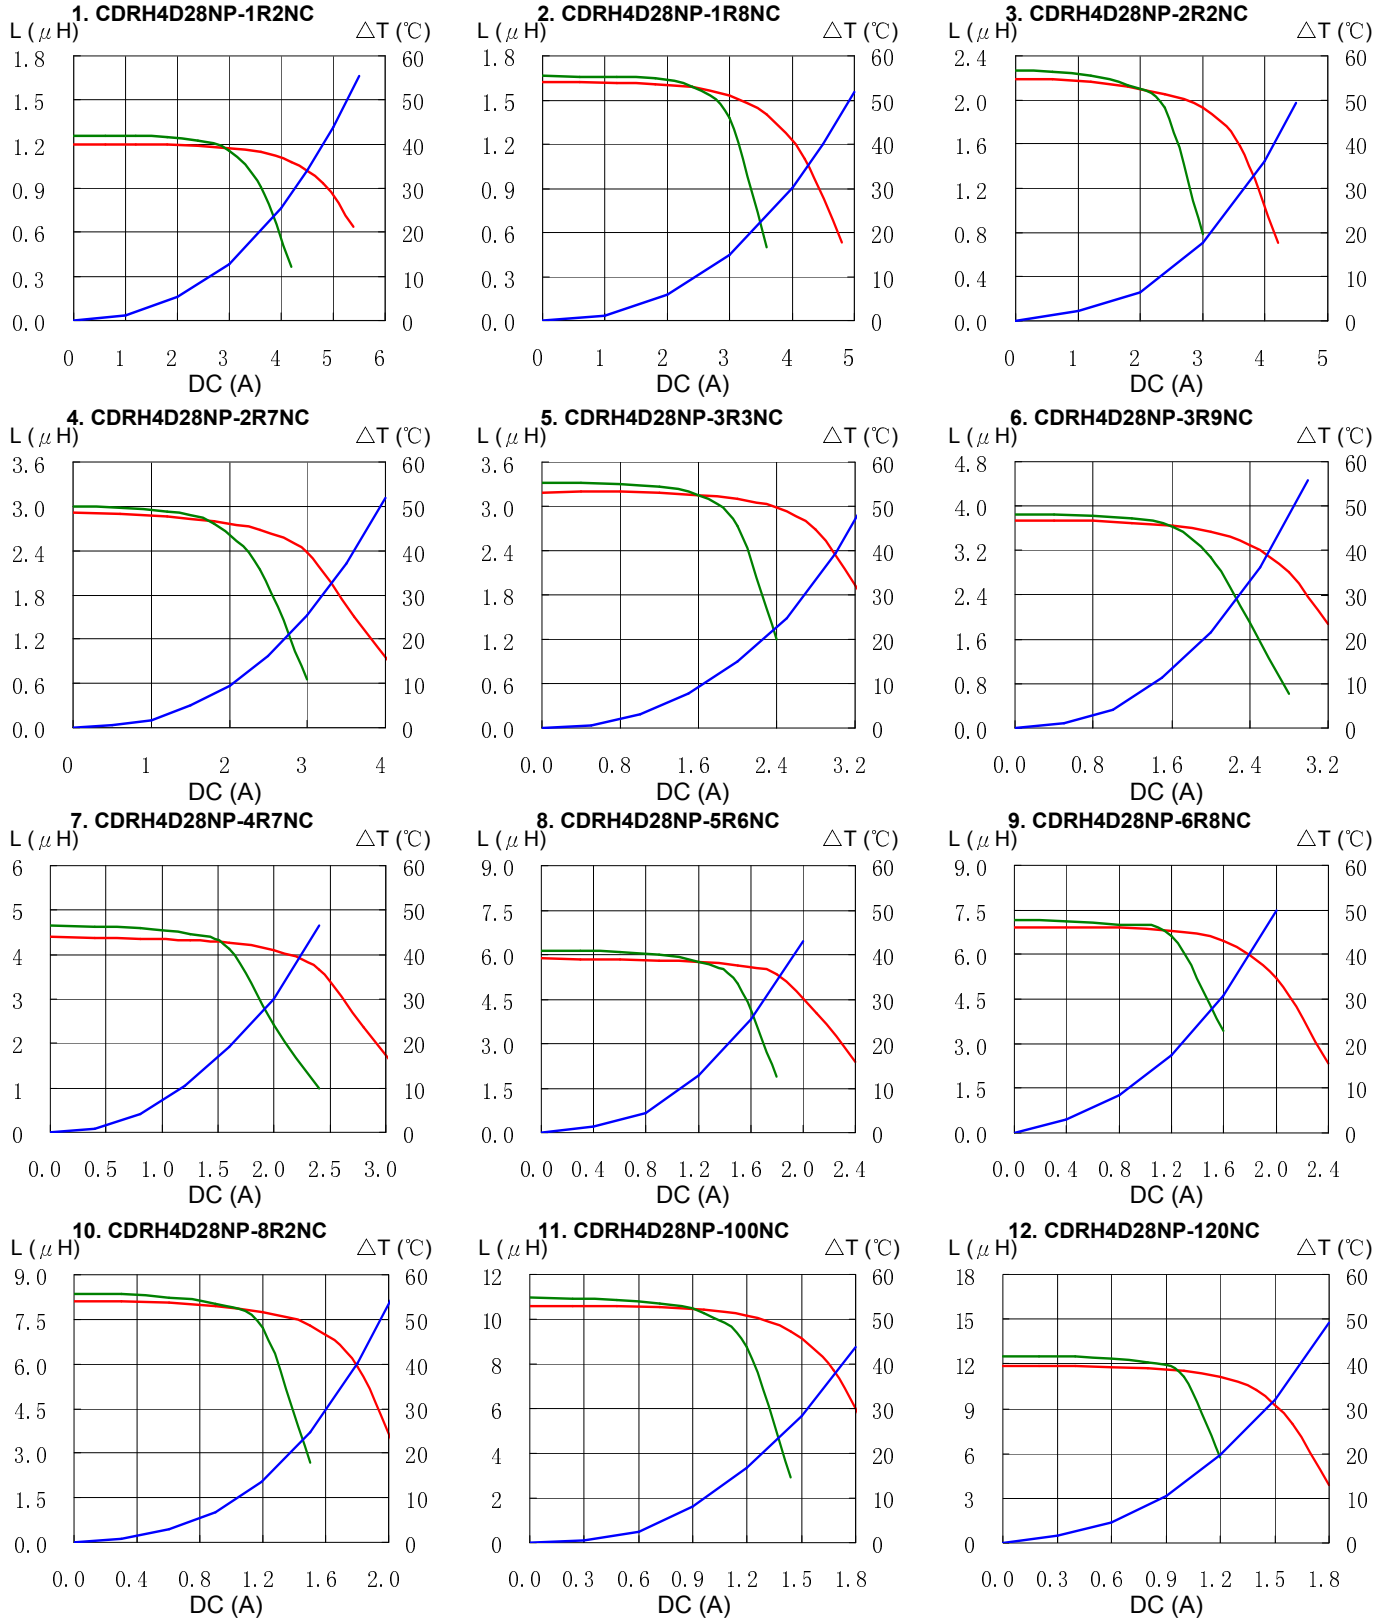 1. CDRH4D28NP-1R2NC
L ( μ H) △T (℃)
1.8 60
1.5 50
1.2 40
0.9 30
0.6 20
0.3 10
0.0 0
0 1 2 3 4 5 6
DC (A)
2. CDRH4D28NP-1R8NC
L ( μ H) △T (℃)
1.8 60
1.5 50
1.2 40
0.9 30
0.6 20
0.3 10
0.0 0
0 1 2 3 4 5
DC (A)
3. CDRH4D28NP-2R2NC
L ( μ H) △T (℃)
2.4 60
2.0 50
1.6 40
1.2 30
0.8 20
0.4 10
0.0 0
0 1 2 3 4 5
DC (A)
4. CDRH4D28NP-2R7NC
L ( μ H) △T (℃)
3.6 60
3.0 50
2.4 40
1.8 30
1.2 20
0.6 10
0.0 0
0 1 2 3 4
DC (A)
5. CDRH4D28NP-3R3NC
L ( μ H) △T (℃)
3.6 60
3.0 50
2.4 40
1.8 30
1.2 20
0.6 10
0.0 0
0.0 0.8 1.6 2.4 3.2
DC (A)
6. CDRH4D28NP-3R9NC
L ( μ H) △T (℃)
4.8 60
4.0 50
3.2 40
2.4 30
1.6 20
0.8 10
0.0 0
0.0 0.8 1.6 2.4 3.2
DC (A)
7. CDRH4D28NP-4R7NC
L ( μ H) △T (℃)
6 60
5 50
4 40
3 30
2 20
1 10
0 0
0.0 0.5 1.0 1.5 2.0 2.5 3.0
DC (A)
8. CDRH4D28NP-5R6NC
L ( μ H) △T (℃)
9.0 60
7.5 50
6.0 40
4.5 30
3.0 20
1.5 10
0.0 0
0.0 0.4 0.8 1.2 1.6 2.0 2.4
DC (A)
9. CDRH4D28NP-6R8NC
L ( μ H) △T (℃)
9.0 60
7.5 50
6.0 40
4.5 30
3.0 20
1.5 10
0.0 0
0.0 0.4 0.8 1.2 1.6 2.0 2.4
DC (A)
10. CDRH4D28NP-8R2NC
L ( μ H) △T (℃)
9.0 60
7.5 50
6.0 40
4.5 30
3.0 20
1.5 10
0.0 0
0.0 0.4 0.8 1.2 1.6 2.0
DC (A)
11. CDRH4D28NP-100NC
L ( μ H) △T (℃)
12 60
10 50
8 40
6 30
4 20
2 10
0 0
0.0 0.3 0.6 0.9 1.2 1.5 1.8
DC (A)
12. CDRH4D28NP-120NC
L ( μ H) △T (℃)
18 60
15 50
12 40
9 30
6 20
3 10
0 0
0.0 0.3 0.6 0.9 1.2 1.5 1.8
DC (A)